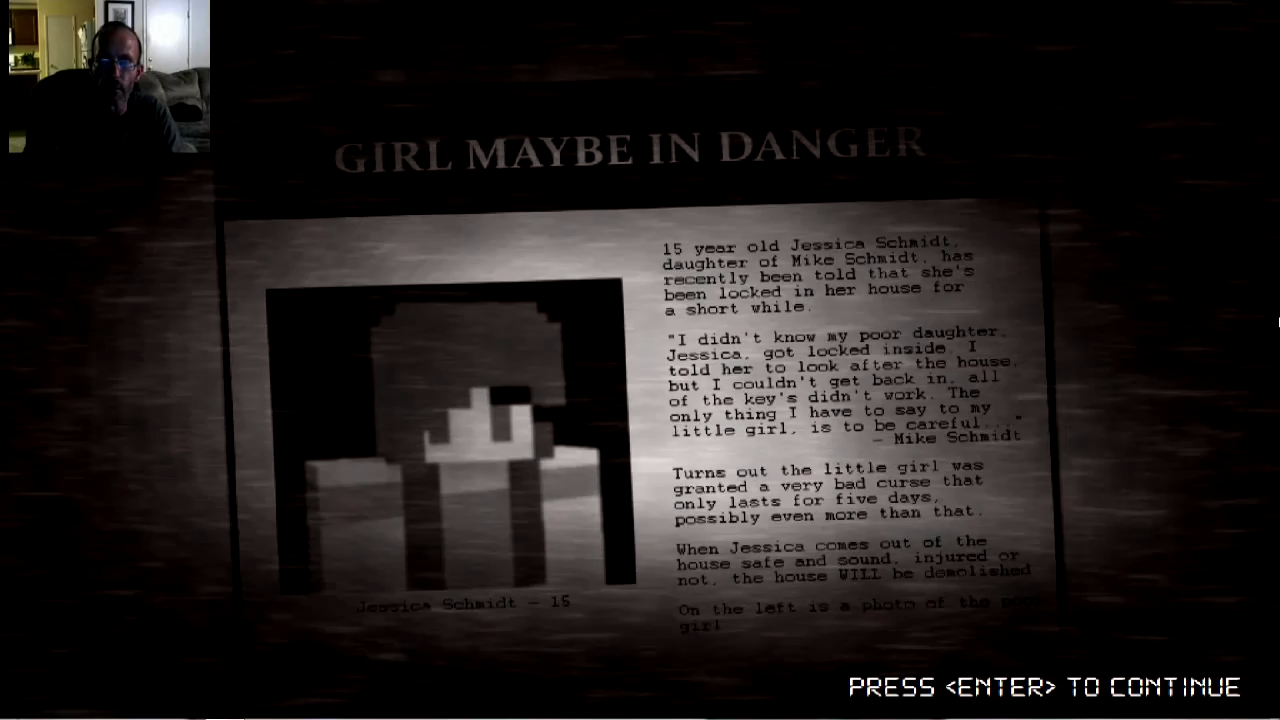 GIRL MAYBE IN DANGER
15 year old Jessica Schmidt,
daughter of Mike Schmidt, has
recently been told that she's
been locked in her house for
a short while.
"I didn't know my poor daughter,
Jessica, got locked inside. I
told her to look after the house,
but I couldn't get back in, all
of the key's didn't work. The
only thing I have to say to my
little girl, is to be careful..."
- Mike Schmidt
Turns out the little girl was
granted a very bad curse that
only lasts for five days,
possibly even more than that.
When Jessica comes out of the
house safe and sound, injured or
not, the house WILL be demolished
On the left is a photo of the poor
girl
Jessica Schmidt - 15
PRESS <ENTER> TO CONTINUE